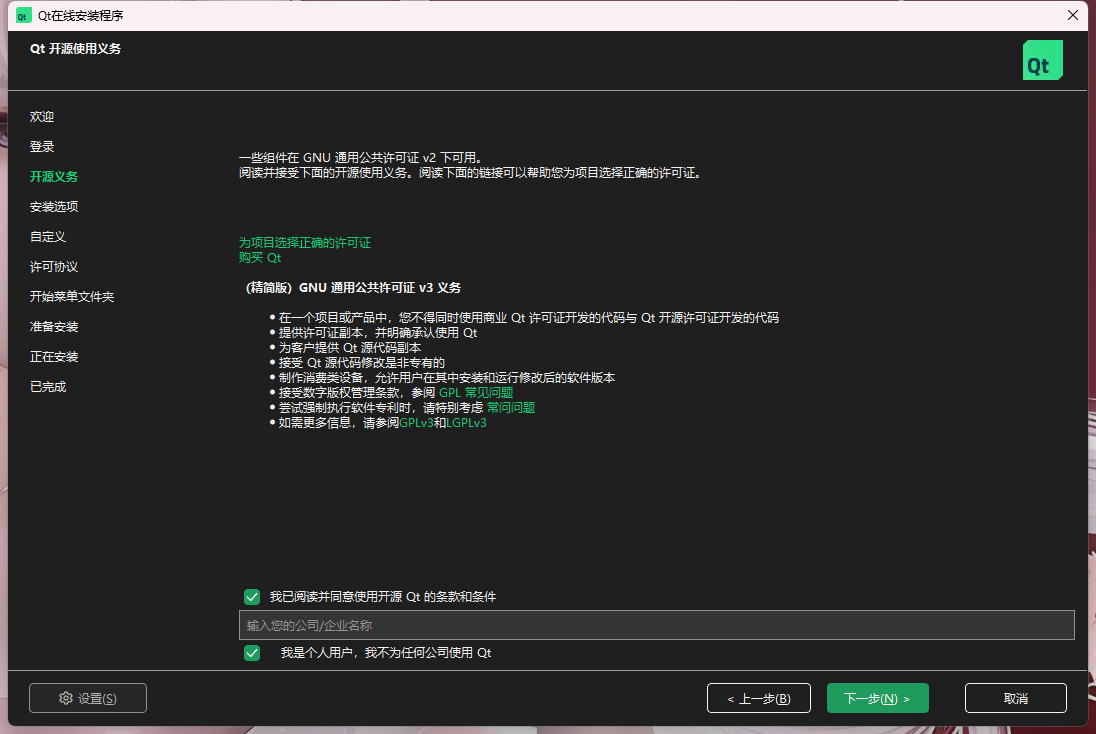 Qt Qt在线安装程序
Qt 开源使用义务
Qt
欢迎
登录
开源义务
安装选项
自定义
许可协议
开始菜单文件夹
准备安装
正在安装
已完成
一些组件在 GNU 通用公共许可证 v2 下可用。
阅读并接受下面的开源使用义务。阅读下面的链接可以帮助您为项目选择正确的许可证。
为项目选择正确的许可证
购买 Qt
（精简版）GNU 通用公共许可证 v3 义务
• 在一个项目或产品中，您不得同时使用商业 Qt 许可证开发的代码与 Qt 开源许可证开发的代码
• 提供许可证副本，并明确承认使用 Qt
• 为客户提供 Qt 源代码副本
• 接受 Qt 源代码修改是非专有的
• 制作消费类设备，允许用户在其中安装和运行修改后的软件版本
• 接受数字版权管理条款，参阅 GPL 常见问题
• 尝试强制执行软件专利时，请特别考虑 常问问题
• 如需更多信息，请参阅GPLv3和LGPLv3
我已阅读并同意使用开源 Qt 的条款和条件
输入您的公司/企业名称
我是个人用户，我不为任何公司使用 Qt
设置(S)
< 上一步(B)
下一步(N) >
取消